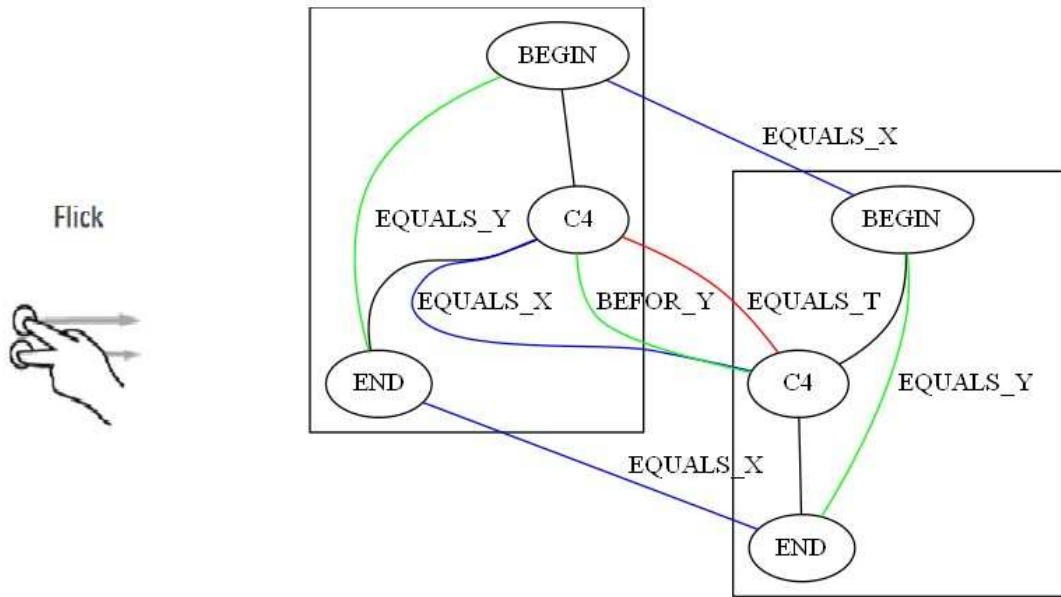 BEGIN
EQUALS_X
Flick
EQUALS_Y
C4
BEGIN
EQUALS_X
BEFOR_Y
EQUALS_T
END
C4
EQUALS_Y
EQUALS_X
END